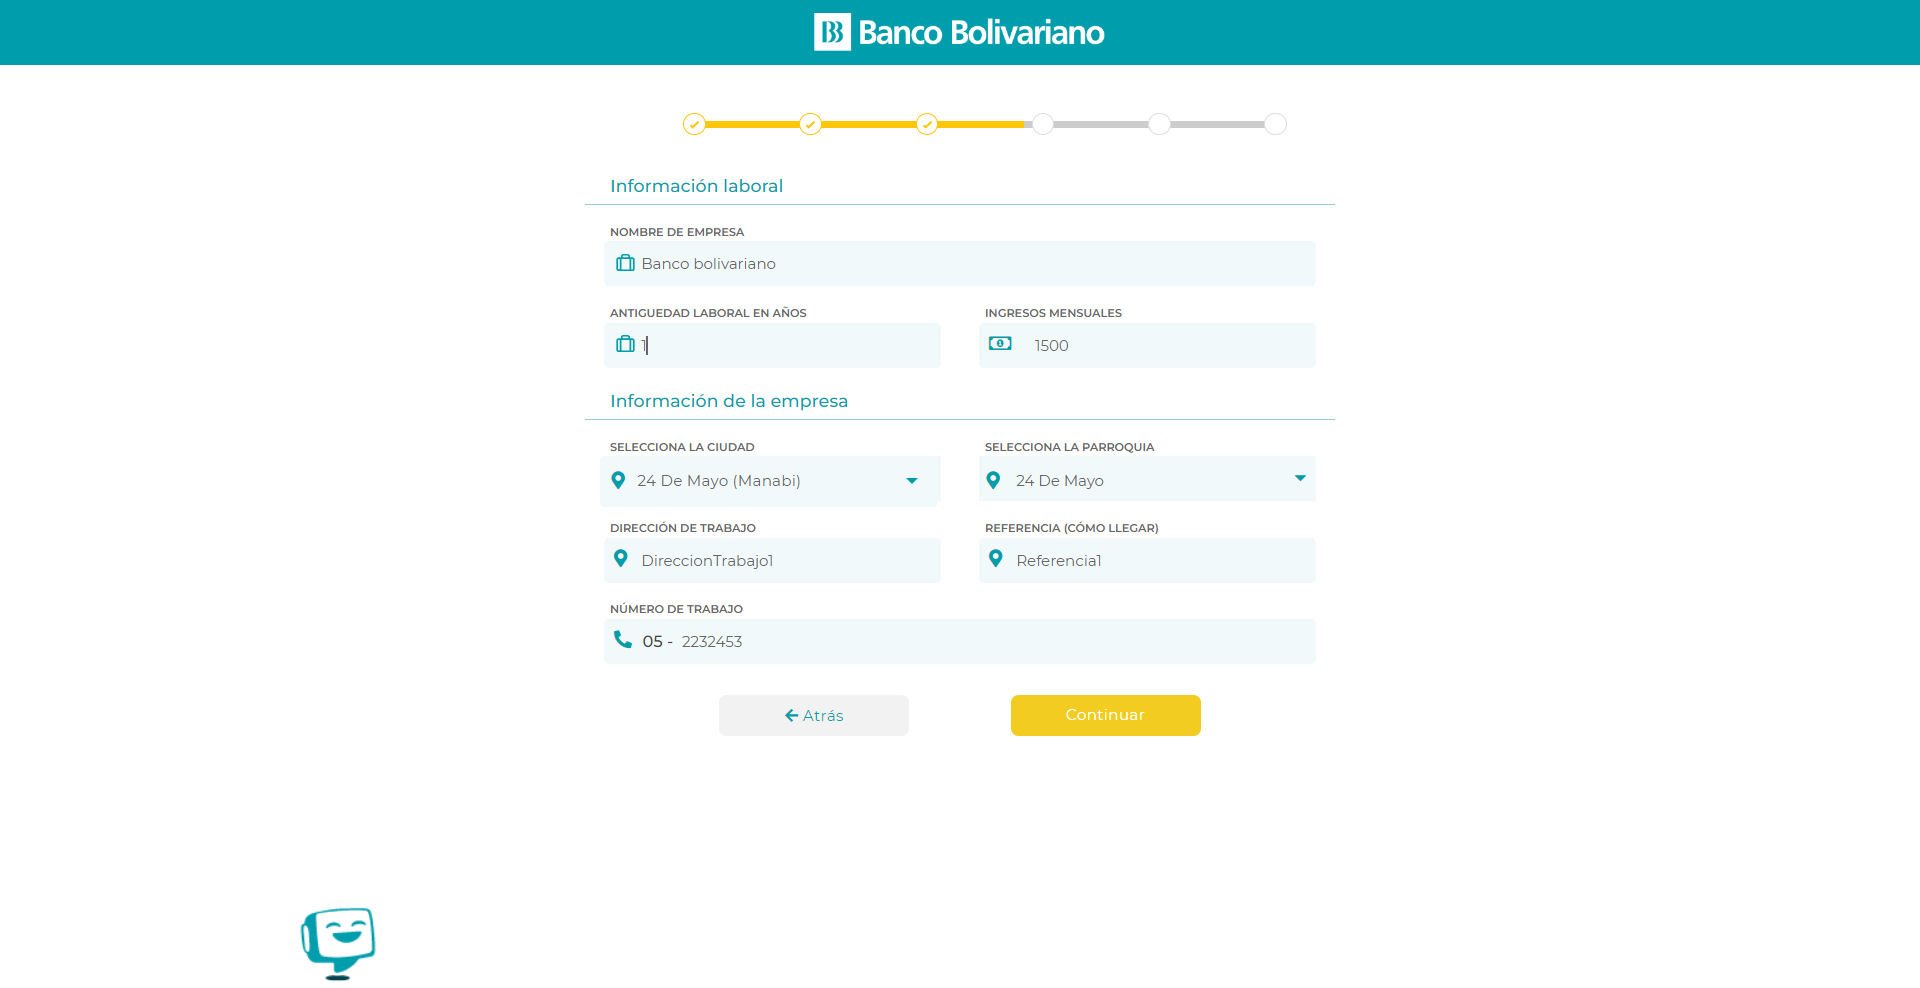 Banco Bolivariano
Información laboral
NOMBRE DE EMPRESA
Banco bolivariano
ANTIGUEDAD LABORAL EN AÑOS
INGRESOS MENSUALES
1
1500
Información de la empresa
SELECCIONA LA CIUDAD
SELECCIONA LA PARROQUIA
24 De Mayo (Manabi)
24 De Mayo
DIRECCIÓN DE TRABAJO
REFERENCIA (CÓMO LLEGAR)
DireccionTrabajo1
Referencia1
NÚMERO DE TRABAJO
05 - 2232453
Atrás
Continuar